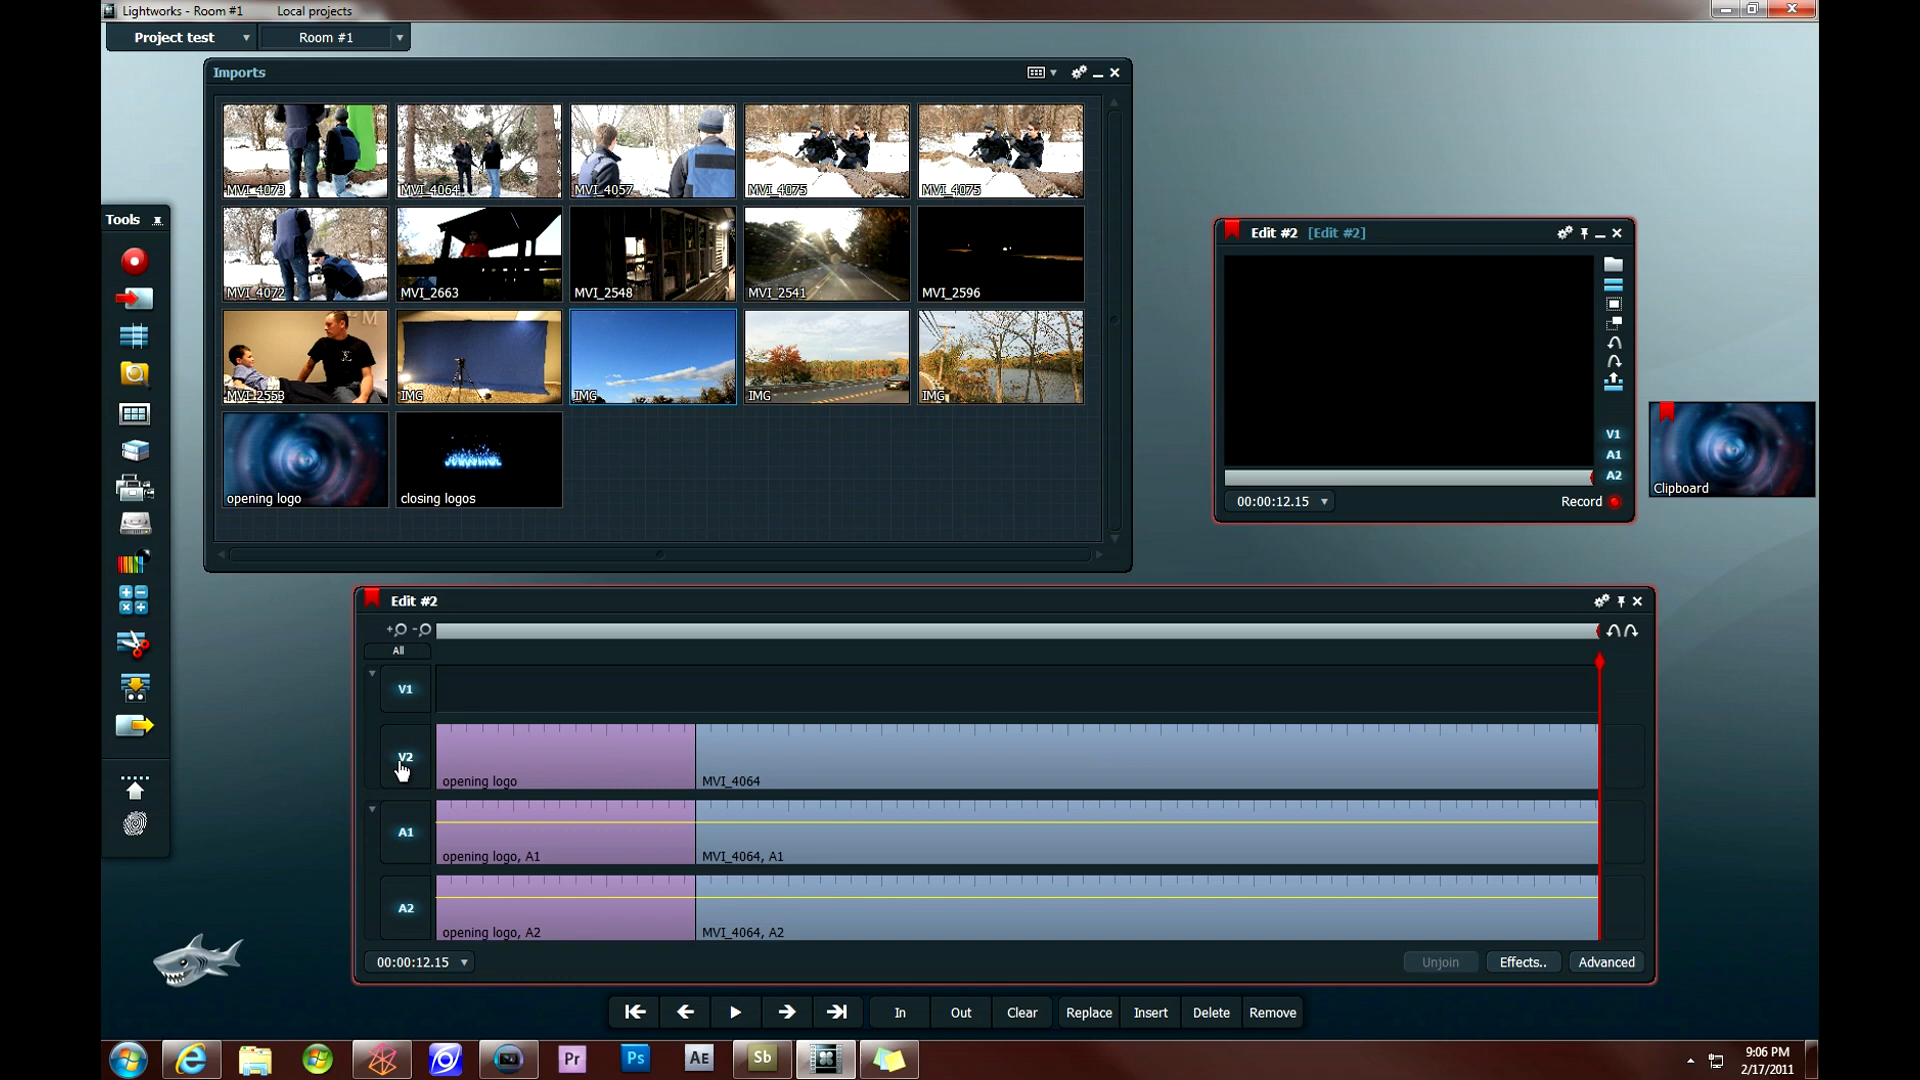 Lightworks - Room #1 Local projects
Project test Room #1
Imports
MVI_4073 MVI_4064 MVI_4057 MVI_4075 MVI_4075
MVI_4072 MVI_2663 MVI_2548 MVI_2541 MVI_2596
MVI_2553 IMG IMG IMG IMG
opening logo closing logos
Tools
Edit #2 [Edit #2]
V1
A1
A2
00:00:12.15 Record
Clipboard
Edit #2
All
V1
V2 opening logo MVI_4064
A1 opening logo, A1 MVI_4064, A1
A2 opening logo, A2 MVI_4064, A2
00:00:12.15 Unjoin Effects.. Advanced
In Out Clear Replace Insert Delete Remove
Pr Ps AE Sb
9:06 PM
2/17/2011